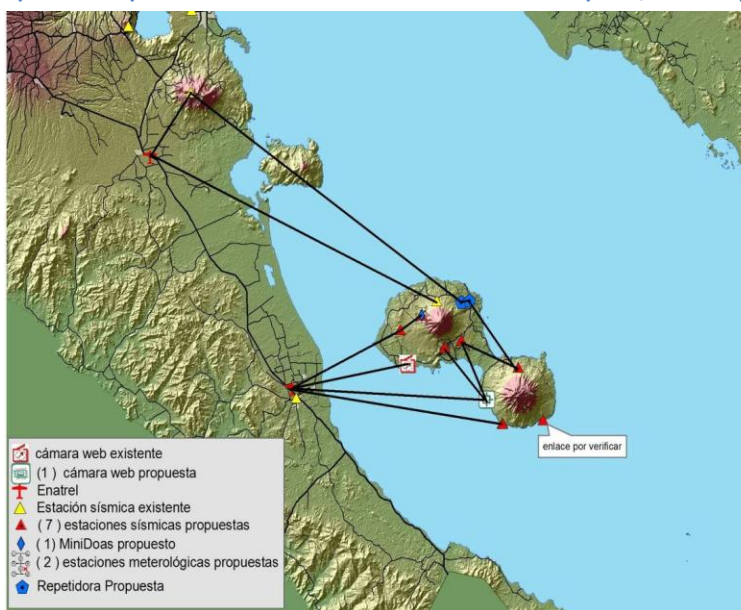 enlace por verificar
cámara web existente
(1) cámara web propuesta
Enatrel
Estación sísmica existente
( 7 ) estaciones sísmicas propuestas
( 1) MiniDoas propuesto
( 2 ) estaciones meterológicas propuestas
Repetidora Propuesta